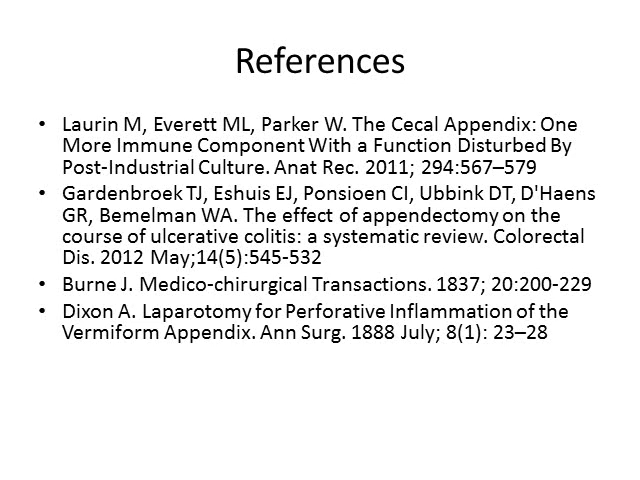 References
• Laurin M, Everett ML, Parker W. The Cecal Appendix: One
More Immune Component With a Function Disturbed By
Post-Industrial Culture. Anat Rec. 2011; 294:567–579
• Gardenbroek TJ, Eshuis EJ, Ponsioen CI, Ubbink DT, D'Haens
GR, Bemelman WA. The effect of appendectomy on the
course of ulcerative colitis: a systematic review. Colorectal
Dis. 2012 May;14(5):545-532
• Burne J. Medico-chirurgical Transactions. 1837; 20:200-229
• Dixon A. Laparotomy for Perforative Inflammation of the
Vermiform Appendix. Ann Surg. 1888 July; 8(1): 23–28